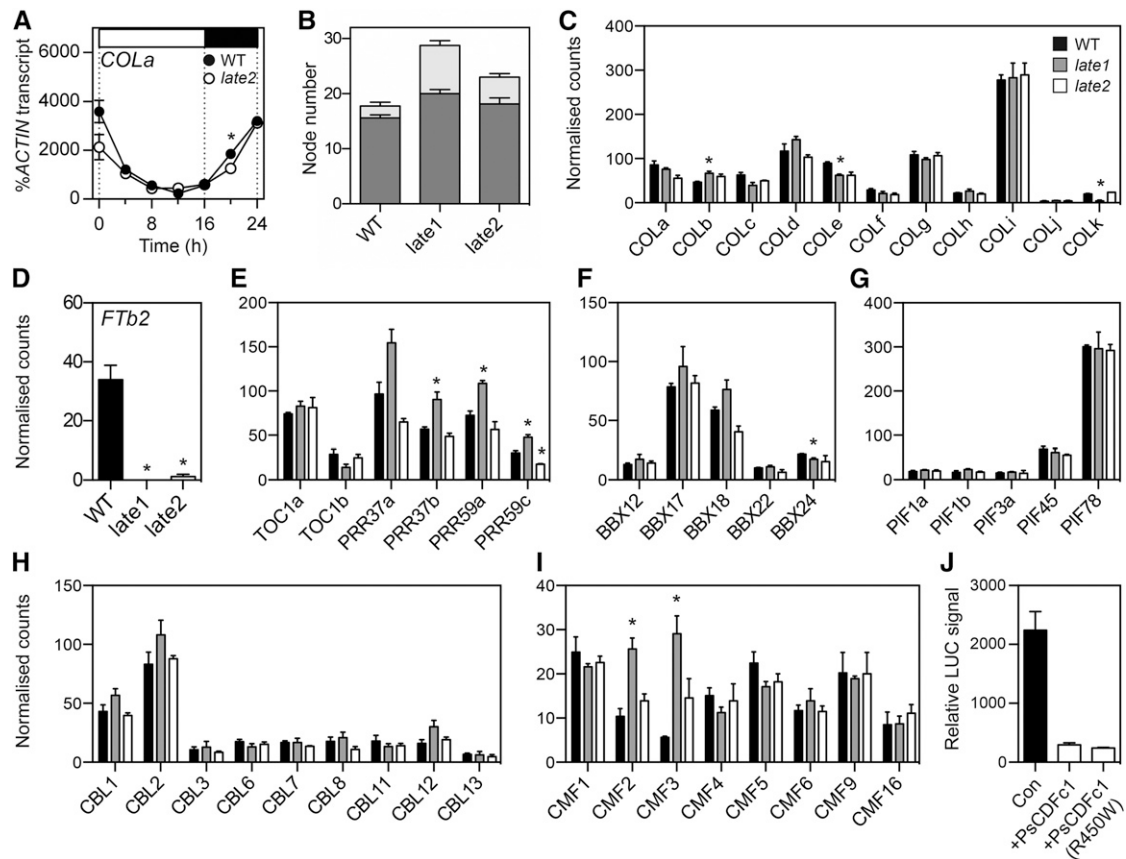 A
%ACTIN transcript
6000
4000
2000
0
COLa
WT
late2
*
0 4 8 12 16 20 24
Time (h)
B
Node number
30
20
10
0
WT
late1
late2
C
Normalised counts
400
300
200
100
0
WT
late1
late2
* * *
COLa
COLb
COLc
COLd
COLe
COLf
COLg
COLh
COLi
COLj
COLk
D
Normalised counts
60
40
20
0
FTb2
* *
WT
late1
late2
E
200
150
100
50
0
* * * *
TOC1a
TOC1b
PRR37a
PRR37b
PRR59a
PRR59c
F
150
100
50
0
*
BBX12
BBX17
BBX18
BBX22
BBX24
G
400
300
200
100
0
PIF1a
PIF1b
PIF3a
PIF45
PIF78
H
Normalised counts
150
100
50
0
CBL1
CBL2
CBL3
CBL6
CBL7
CBL8
CBL11
CBL12
CBL13
I
40
30
20
10
0
* *
CMF1
CMF2
CMF3
CMF4
CMF5
CMF6
CMF9
CMF16
J
Relative LUC signal
3000
2000
1000
0
Con
+PsCDFc1
+PsCDFc1
(R450W)